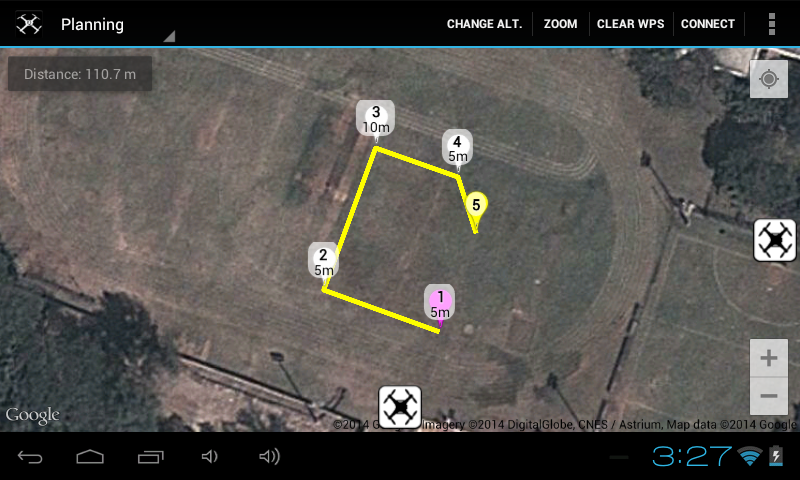 Planning
CHANGE ALT.
ZOOM
CLEAR WPS
CONNECT
Distance: 110.7 m
3
10m
4
5m
5
2
5m
1
5m
Google
©2014 Google Imagery ©2014 DigitalGlobe, CNES / Astrium, Map data ©2014 Google
3:27